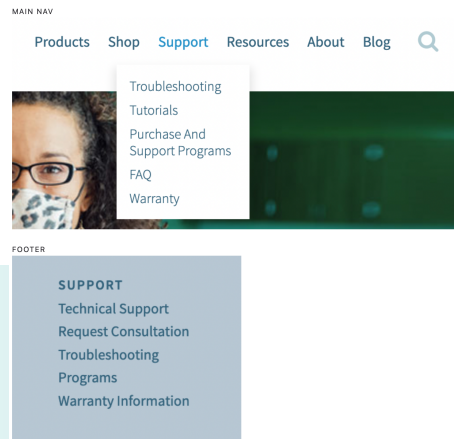 MAIN NAV
Products Shop Support Resources About Blog
Troubleshooting
Tutorials
Purchase And
Support Programs
FAQ
Warranty
FOOTER
SUPPORT
Technical Support
Request Consultation
Troubleshooting
Programs
Warranty Information